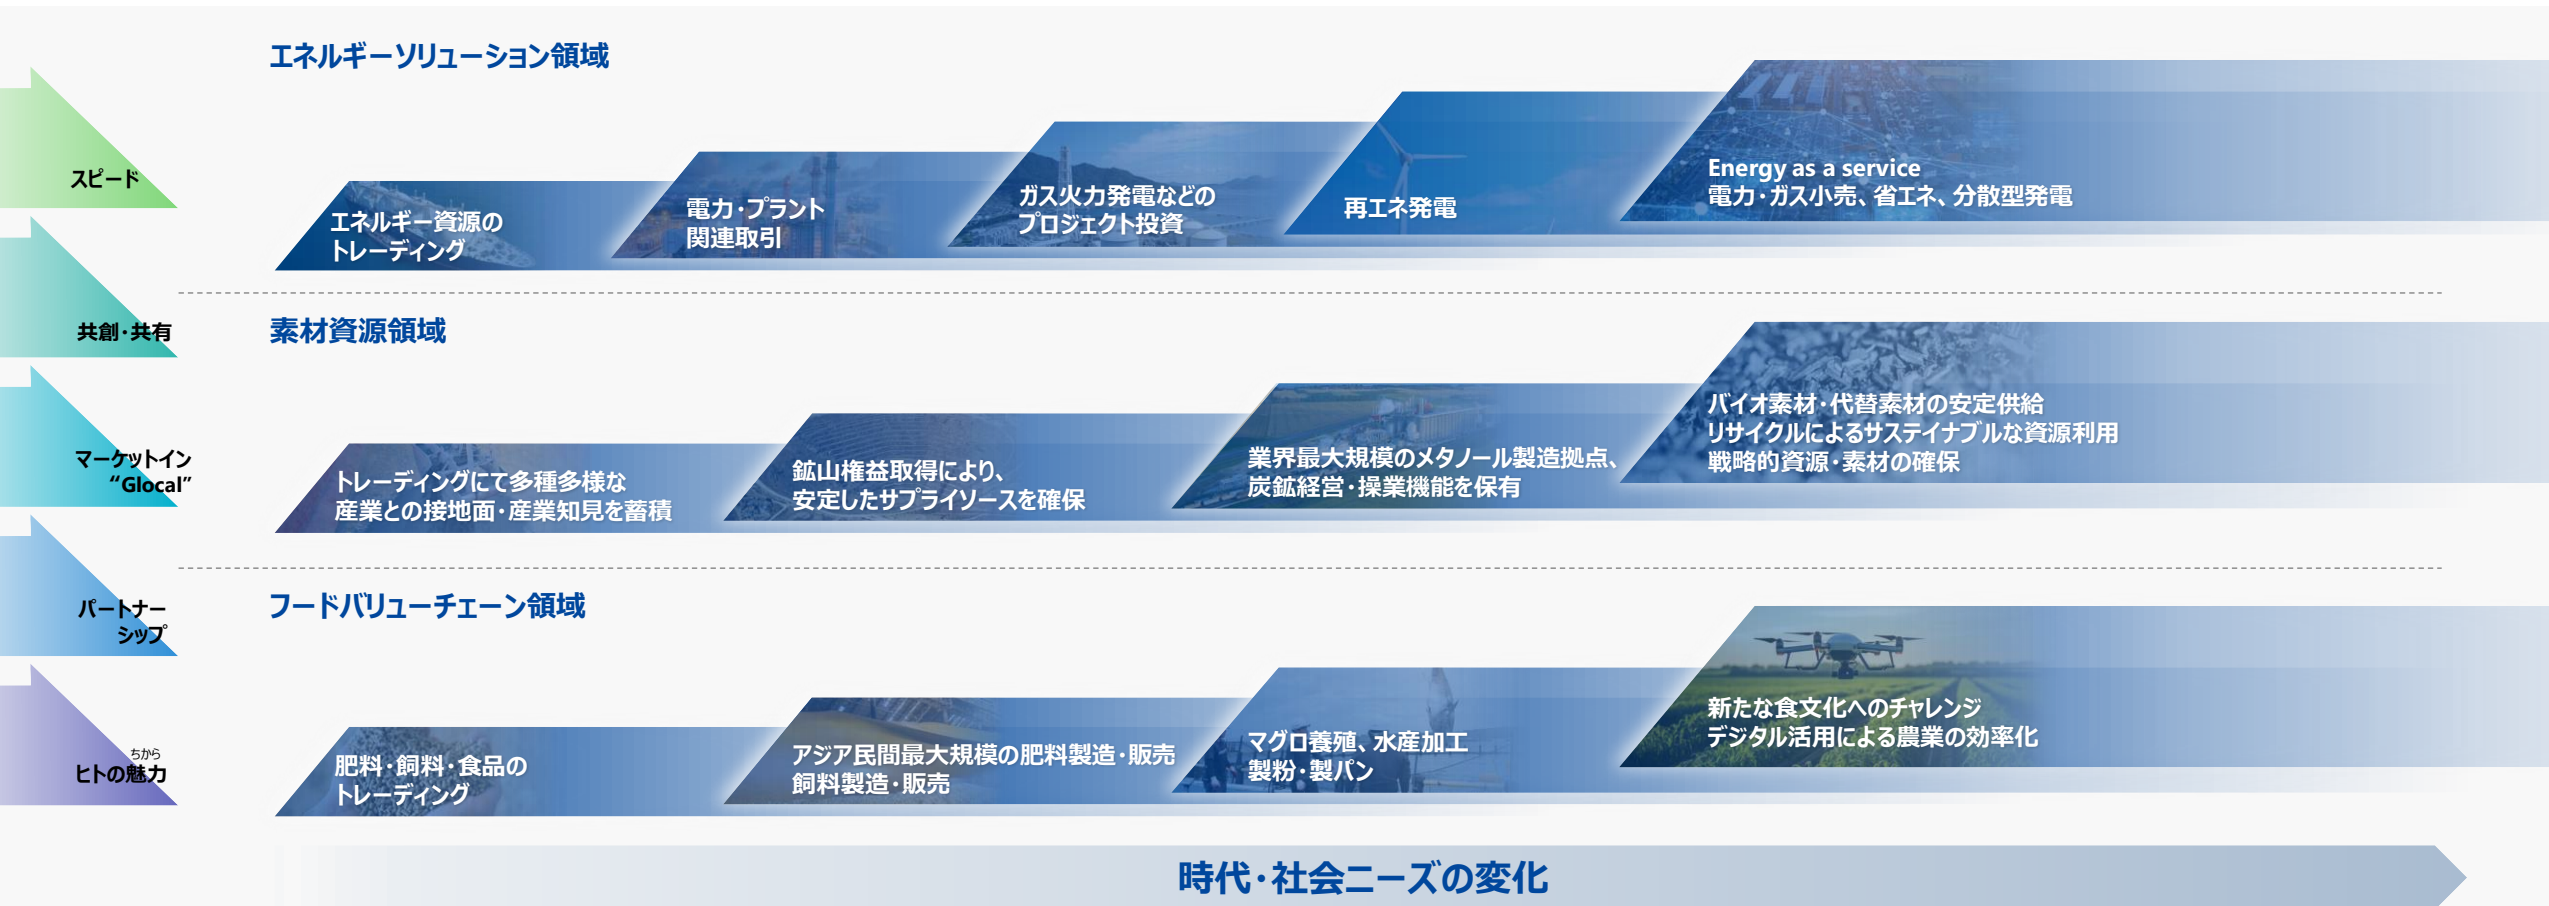 エネルギーソリューション領域
スピード
エネルギー資源の
トレーディング
電力・プラント
関連取引
ガス火力発電などの
プロジェクト投資
再エネ発電
Energy as a service
電力・ガス小売、省エネ、分散型発電
共創・共有
素材資源領域
マーケットイン
“Glocal”
トレーディングにて多種多様な
産業との接地面・産業知見を蓄積
鉱山権益取得により、
安定したサプライソースを確保
業界最大規模のメタノール製造拠点、
炭鉱経営・操業機能を保有
バイオ素材・代替素材の安定供給
リサイクルによるサステイナブルな資源利用
戦略的資源・素材の確保
パートナー
シップ
フードバリューチェーン領域
ちから
ヒトの魅力
肥料・飼料・食品の
トレーディング
アジア民間最大規模の肥料製造・販売
飼料製造・販売
マグロ養殖、水産加工
製粉・製パン
新たな食文化へのチャレンジ
デジタル活用による農業の効率化
時代・社会ニーズの変化